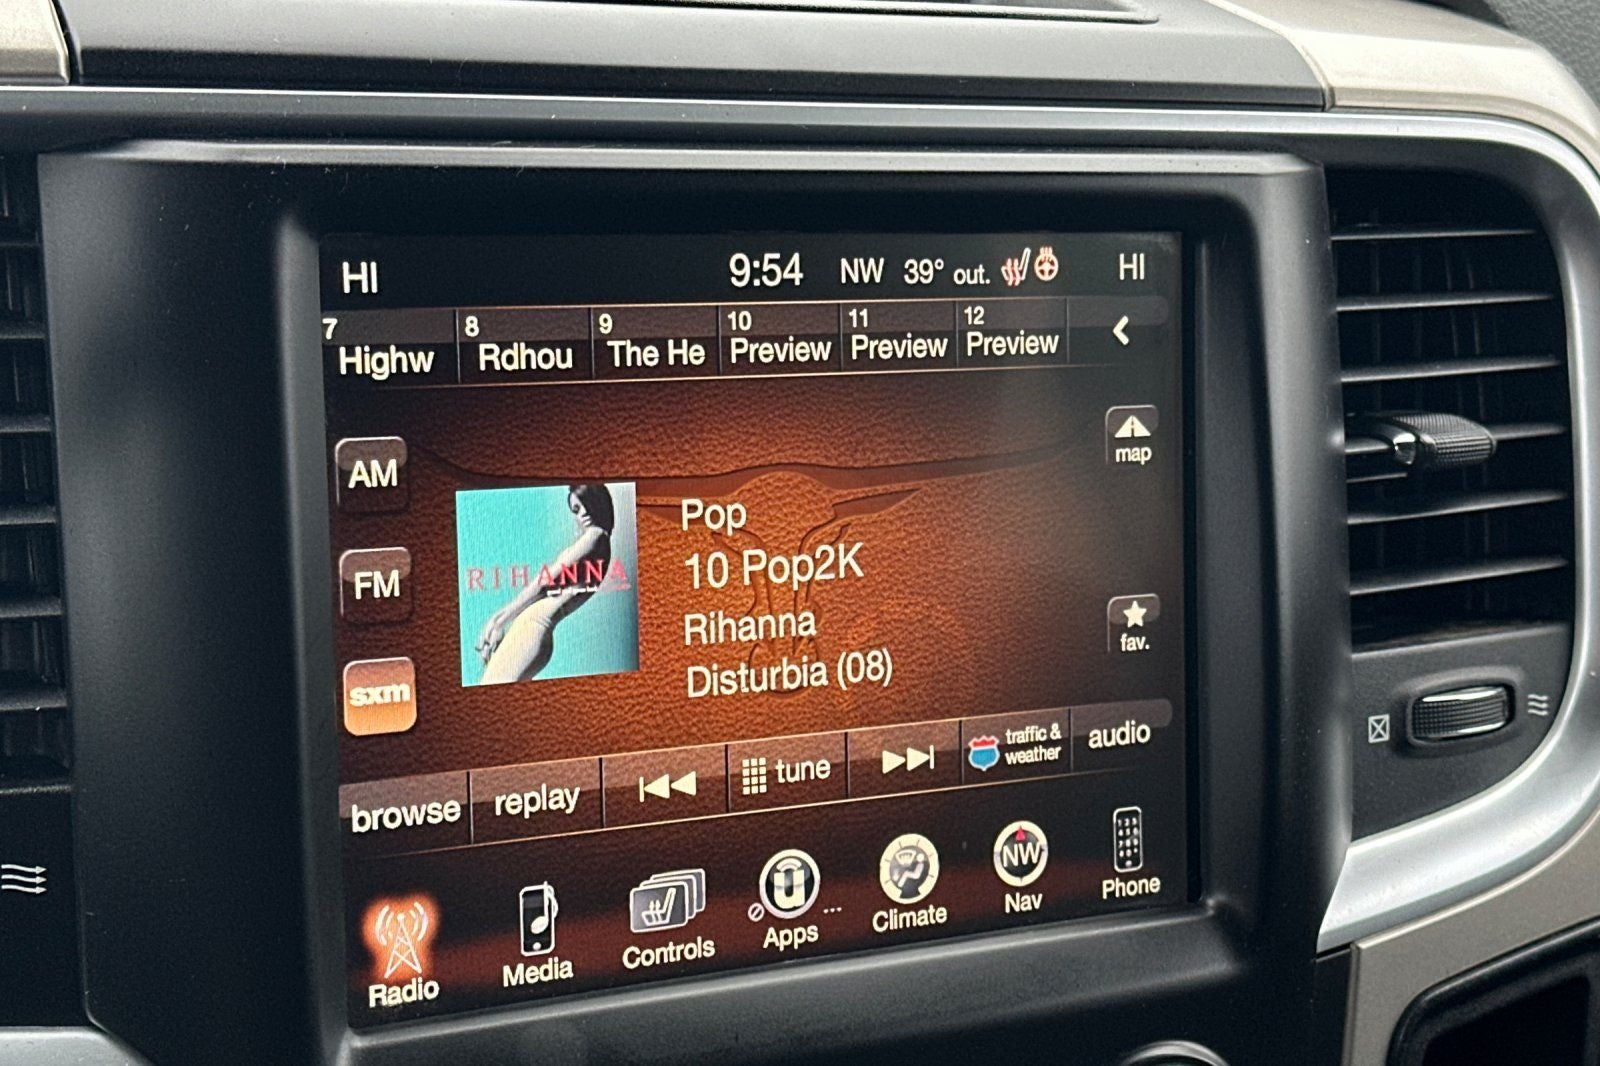 HI 9:54 NW 39° out. HI
7 8 9 10 11 12
Highw Rdhou The He Preview Preview Preview
AM
map
Pop
10 Pop2K
FM
RIHANNA
Rihanna
fav.
Disturbia (08)
sxm
browse replay tune traffic & weather audio
NW
Radio Media Controls Apps ... Climate Nav Phone